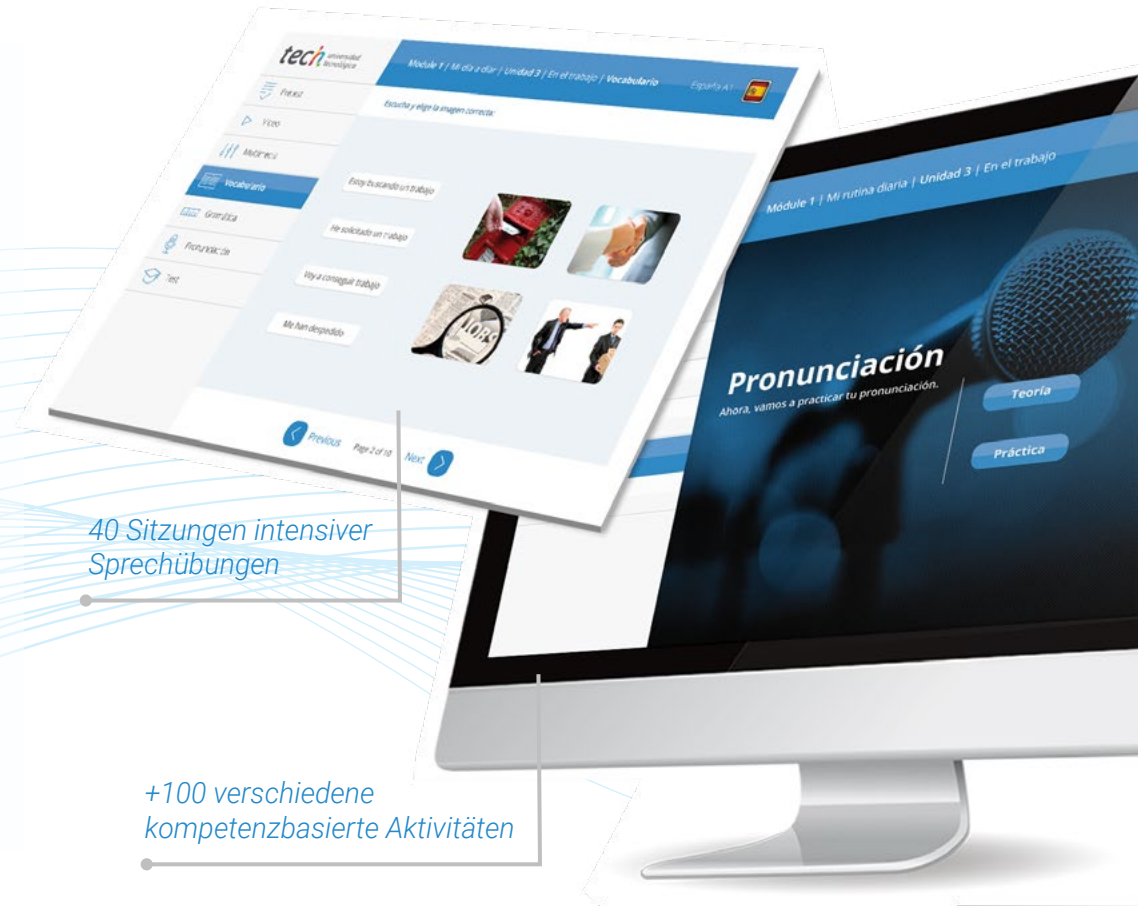 tech universidad
tecnológica
Module 1 | Mi día a díar | Unidad 3 | En el trabajo | Vocabulario
España A1
Escucha y elige la imagen correcta:
Vocabulario
Gramática
Pronunciación
Test
Estoy buscando un trabajo
He solicitado un trabajo
Voy a conseguir trabajo
Me han despedido
JOBS
Previous
Page 2 of 10
Next
Módule 1 | Mi rutina diaria | Unidad 3 | En el trabajo
Pronunciación
Ahora, vamos a practicar tu pronunciación.
Teoría
Práctica
40 Sitzungen intensiver
Sprechübungen
+100 verschiedene
kompetenzbasierte Aktivitäten